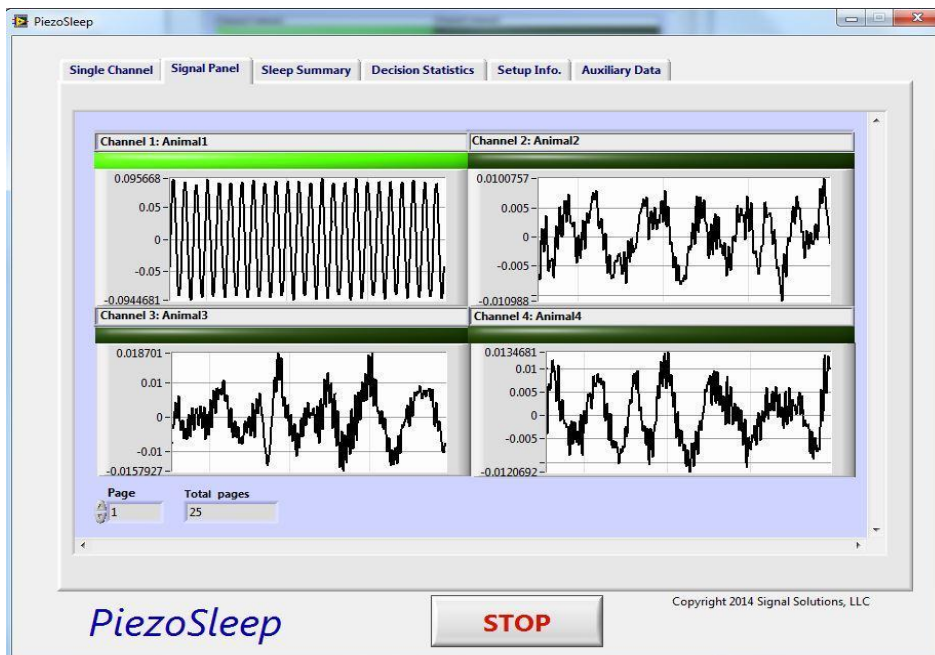 PiezoSleep
Single Channel Signal Panel Sleep Summary Decision Statistics Setup Info. Auxiliary Data
Channel 1: Animal1 Channel 2: Animal2
0.095668 0.0100757
0.05 0.005
0 0
-0.05 -0.005
-0.0944681 -0.010988
Channel 3: Animal3 Channel 4: Animal4
0.018701 0.0134681
0.01 0.01
0.005
0 0
-0.005
-0.01
-0.0157927 -0.0120692
Page Total pages
1 25
Copyright 2014 Signal Solutions, LLC
PiezoSleep STOP